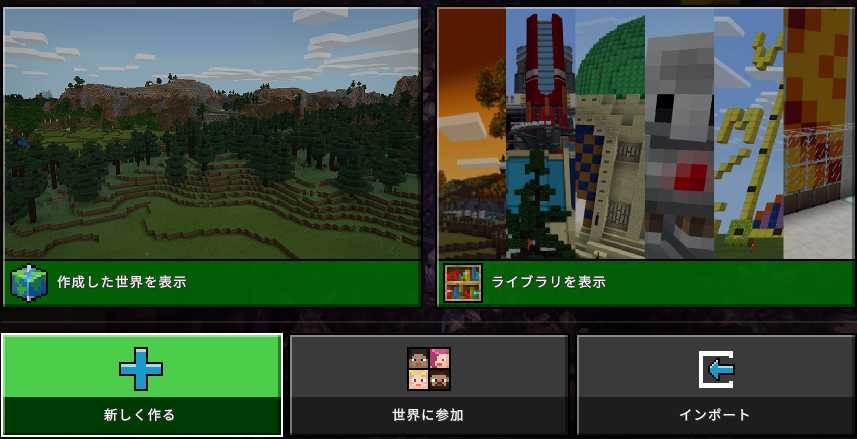 作成した世界を表示
ライブラリを表示
新しく作る
世界に参加
インポート